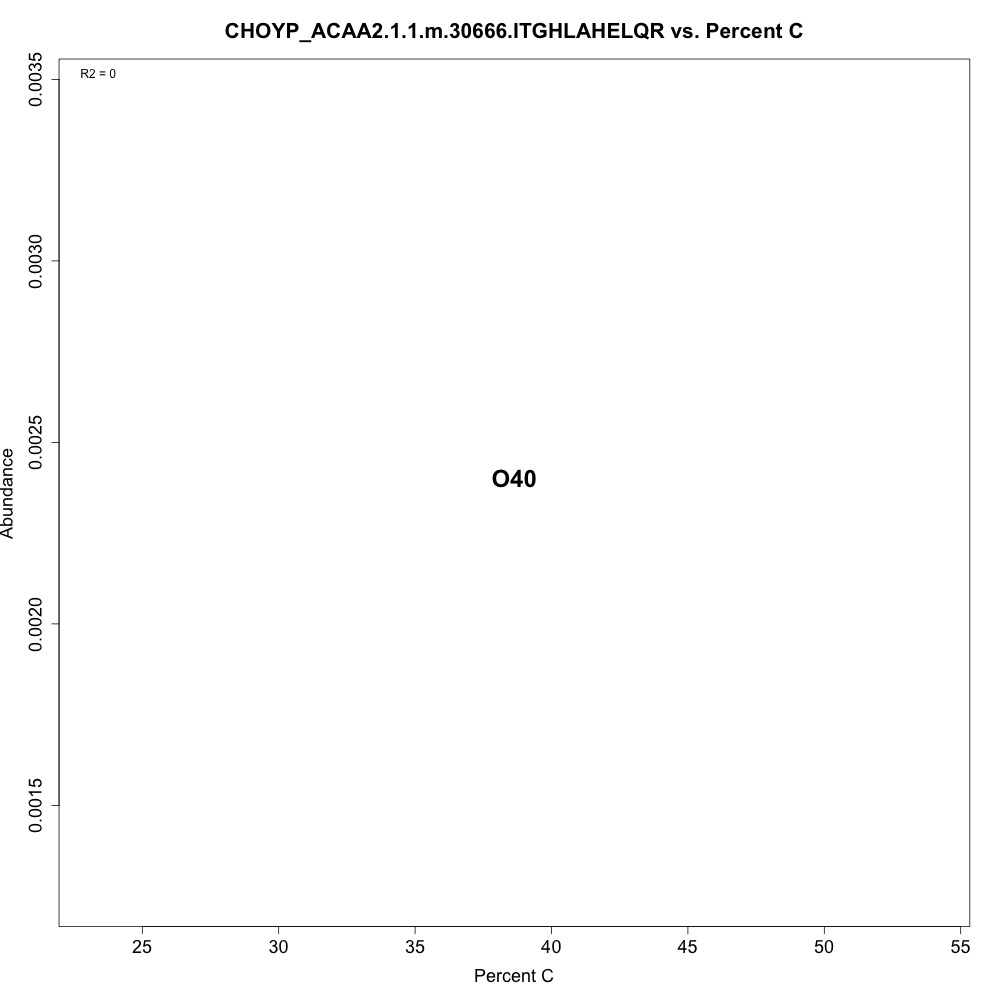 CHOYP_ACAA2.1.1.m.30666.ITGHLAHELQR vs. Percent C
R2 = 0
0.0035
0.0030
0.0025
0.0020
0.0015
Abundance
O40
25 30 35 40 45 50 55
Percent C